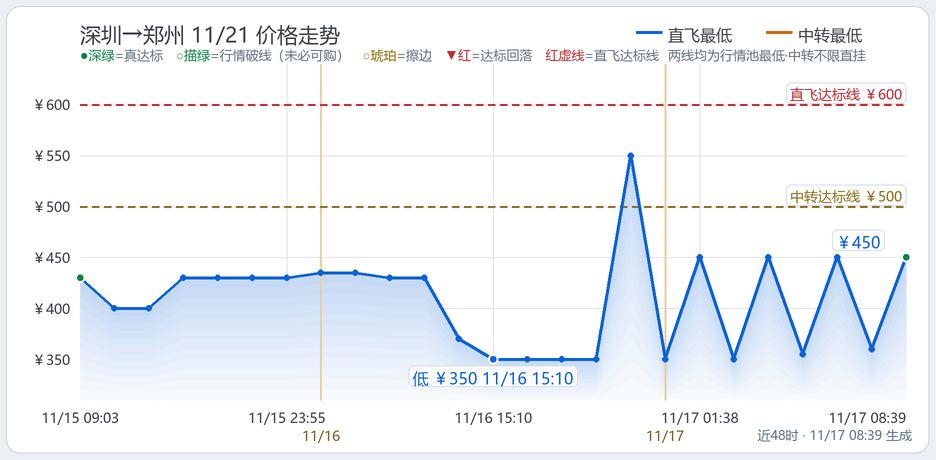 深圳→郑州 11/21 价格走势
直飞最低 中转最低
●深绿=真达标 ○描绿=行情破线（未必可购） ○琥珀=擦边 ▼红=达标回落 红虚线=直飞达标线 两线均为行情池最低·中转不限直挂
¥600
直飞达标线 ¥600
¥550
¥500
中转达标线 ¥500
¥450
¥450
¥400
¥350
低 ¥350 11/16 15:10
11/15 09:03 11/15 23:55 11/16 15:10 11/17 01:38 11/17 08:39
11/16 11/17 近48时 · 11/17 08:39 生成